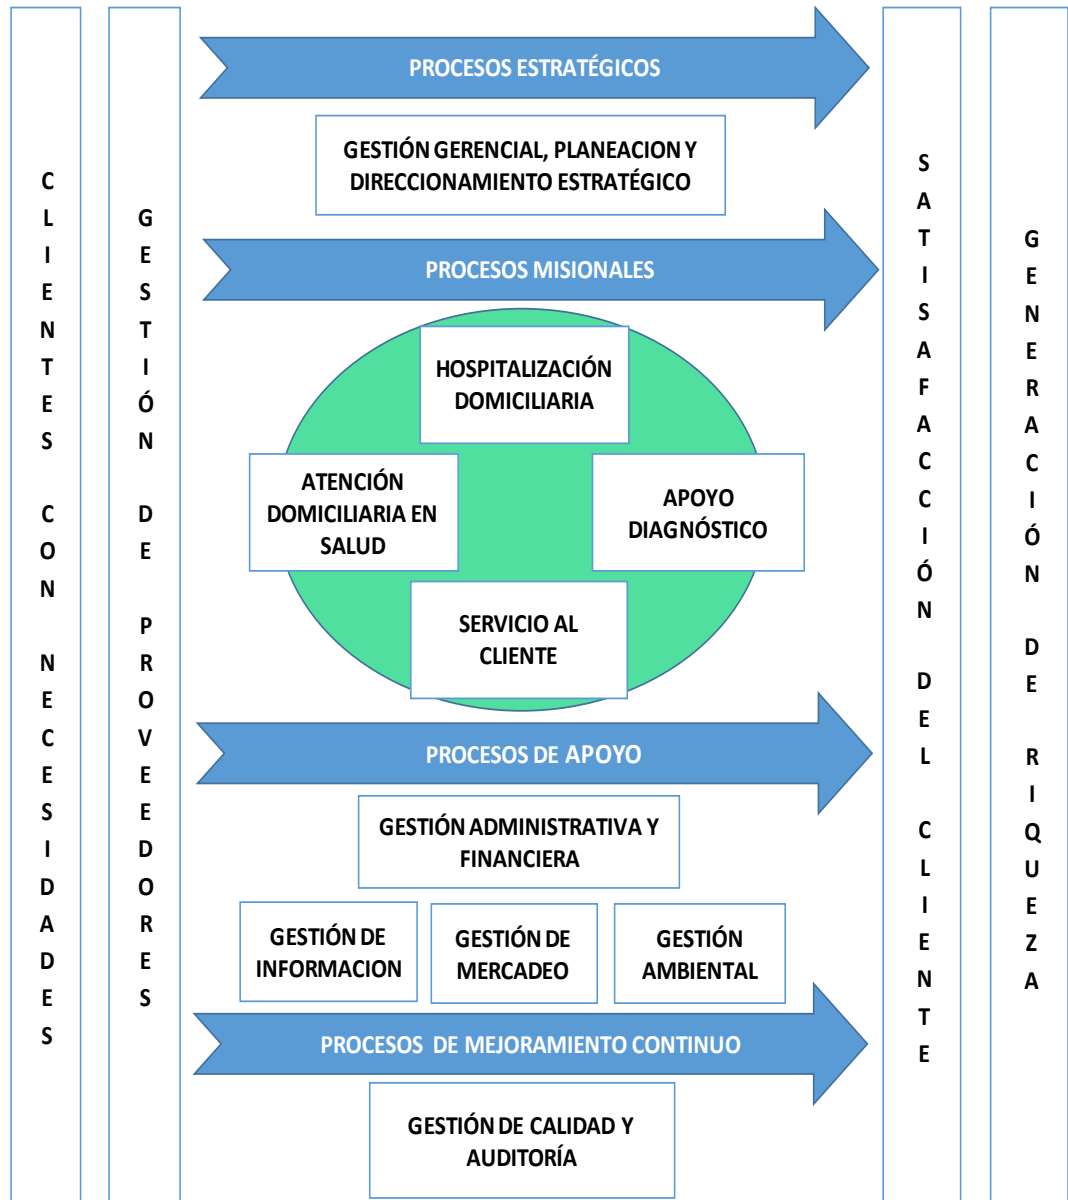 CLIENTES CON NECESIDADES
GESTIÓN DE PROVEEDORES
PROCESOS ESTRATÉGICOS
GESTIÓN GERENCIAL, PLANEACION Y
DIRECCIONAMIENTO ESTRATÉGICO
PROCESOS MISIONALES
HOSPITALIZACIÓN
DOMICILIARIA
ATENCIÓN
DOMICILIARIA EN
SALUD
APOYO
DIAGNÓSTICO
SERVICIO AL
CLIENTE
PROCESOS DE APOYO
GESTIÓN ADMINISTRATIVA Y
FINANCIERA
GESTIÓN DE
INFORMACION
GESTIÓN DE
MERCADEO
GESTIÓN
AMBIENTAL
PROCESOS DE MEJORAMIENTO CONTINUO
GESTIÓN DE CALIDAD Y
AUDITORÍA
SATISAFACCIÓN DEL CLIENTE
GENERACIÓN DE RIQUEZA